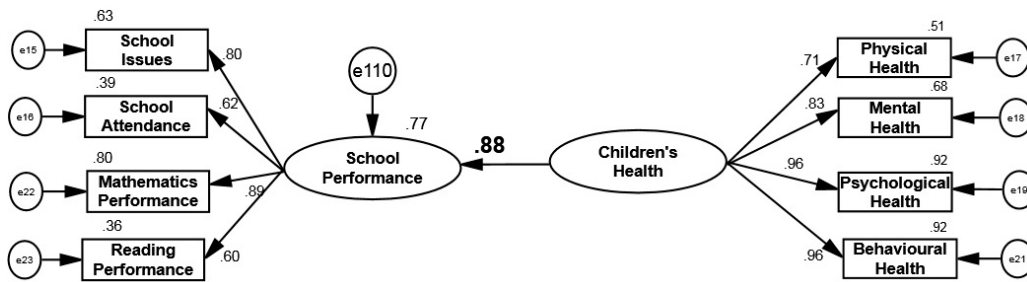 .63
e15
School
Issues
.80
.39
e16
School
Attendance
.62
.80
e22
Mathematics
Performance
.89
.36
e23
Reading
Performance
.60
e110
.77
School
Performance
.88
Children's
Health
.51
Physical
Health
e17
.71
.68
Mental
Health
e18
.83
.92
Psychological
Health
e19
.96
.92
Behavioural
Health
e21
.96